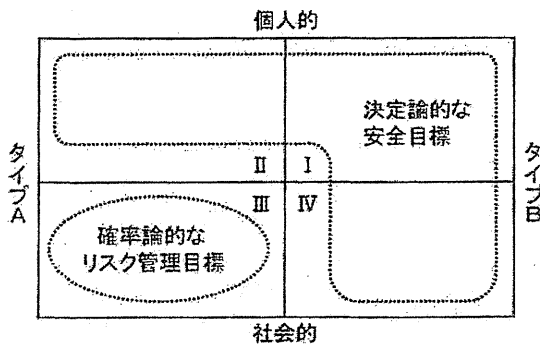 個人的
決定論的な
安全目標
タイプA
タイプB
Ⅱ
Ⅰ
Ⅲ
Ⅳ
確率論的な
リスク管理目標
社会的